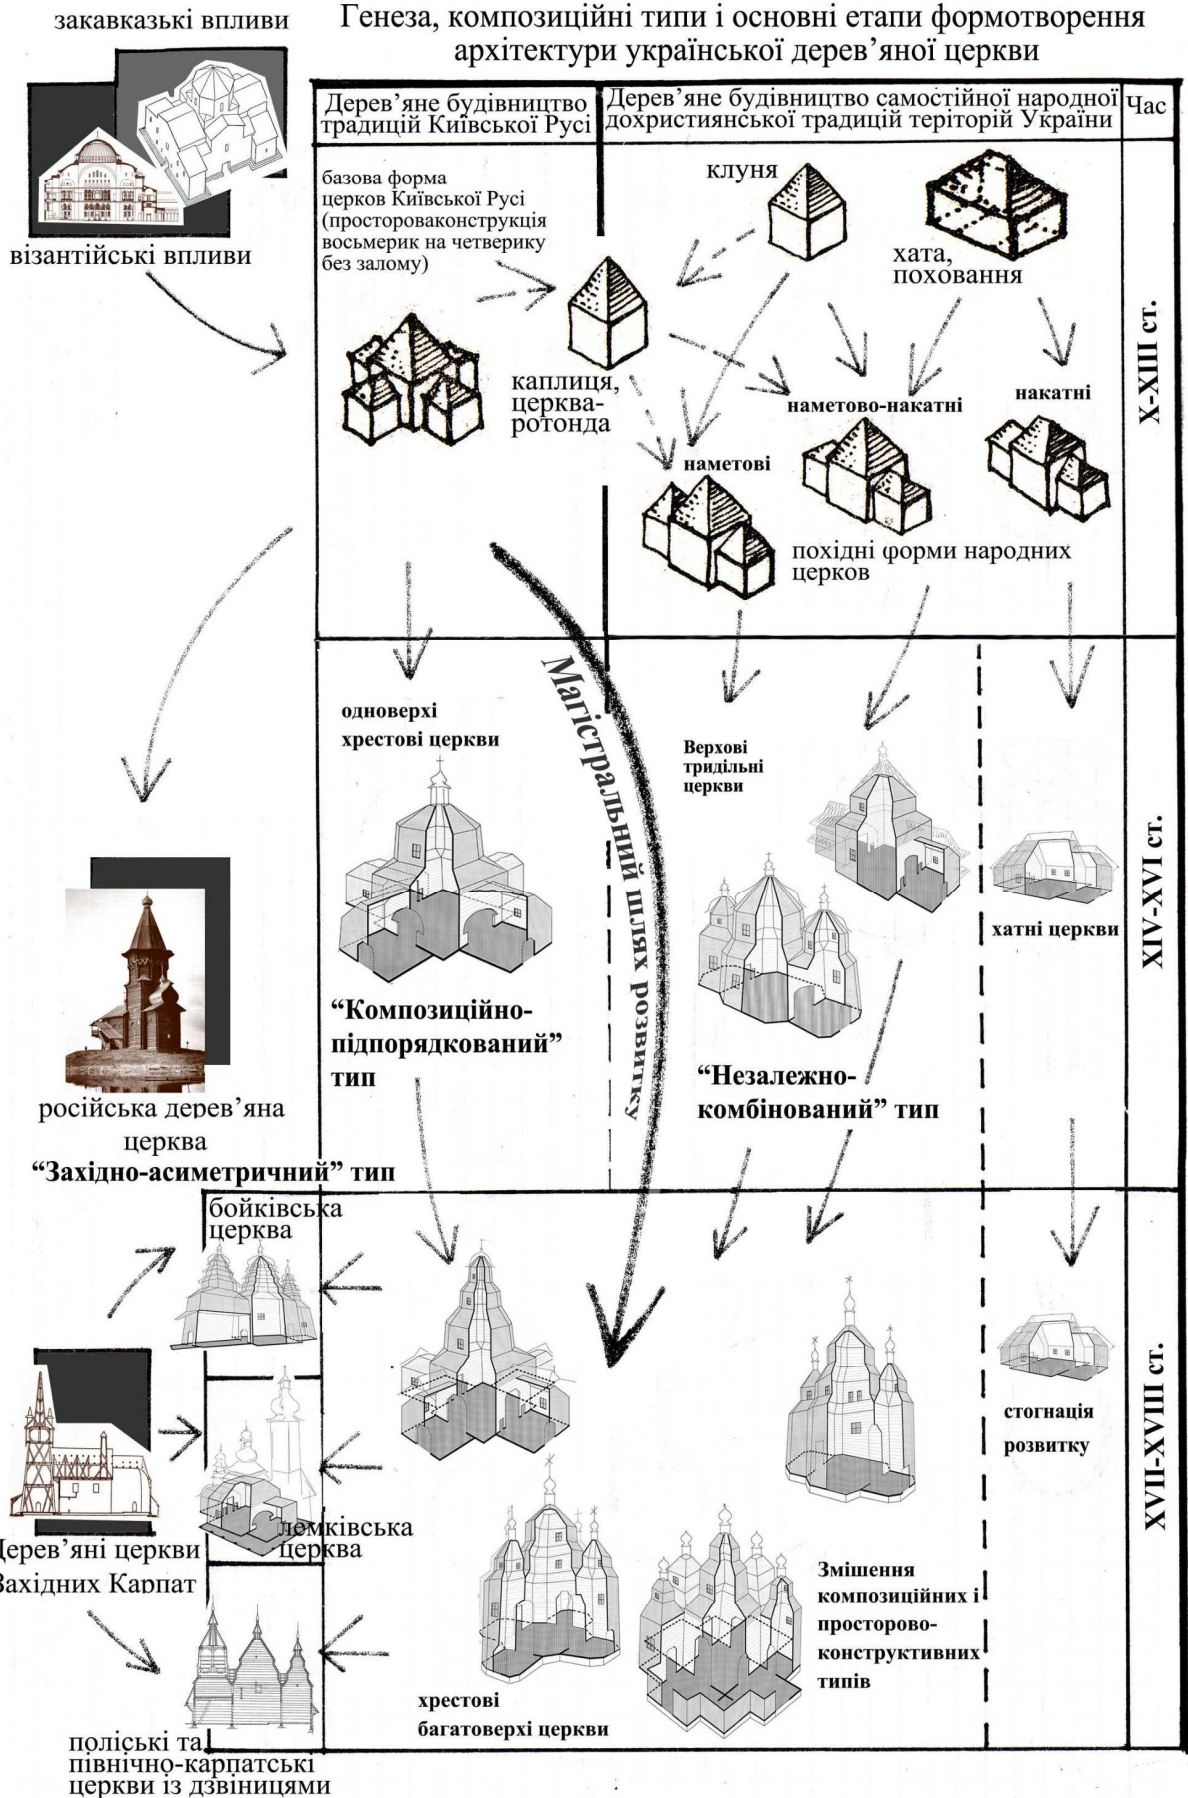 закавказькі впливи
Генеза, композиційні типи і основні етапи формотворення
архітектури української дерев’яної церкви
Дерев’яне будівництво
традицій Київської Русі
Дерев’яне будівництво самостійної народної
дохристиянської традицій теріторій України
Час
візантійські впливи
базова форма
церков Київської Русі
(простороваконструкція
восьмерик на четверику
без залому)
клуня
хата,
поховання
каплиця,
церква-
ротонда
наметові
наметово-накатні
накатні
похідні форми народних
церков
X-XIII ст.
Магістральний шлях розвитку
одноверхі
хрестові церкви
Верхові
тридільні
церкви
хатні церкви
“Композиційно-
підпорядкований”
тип
“Незалежно-
комбінований” тип
XIV-XVI ст.
російська дерев’яна
церква
“Західно-асиметричний” тип
бойківська
церква
лемківська
церква
Дерев’яні церкви
Західних Карпат
поліські та
північно-карпатські
церкви із дзвіницями
хрестові
багатоверхі церкви
Змішення
композиційних і
просторово-
конструктивних
типів
стогнація
розвитку
XVII-XVIII ст.